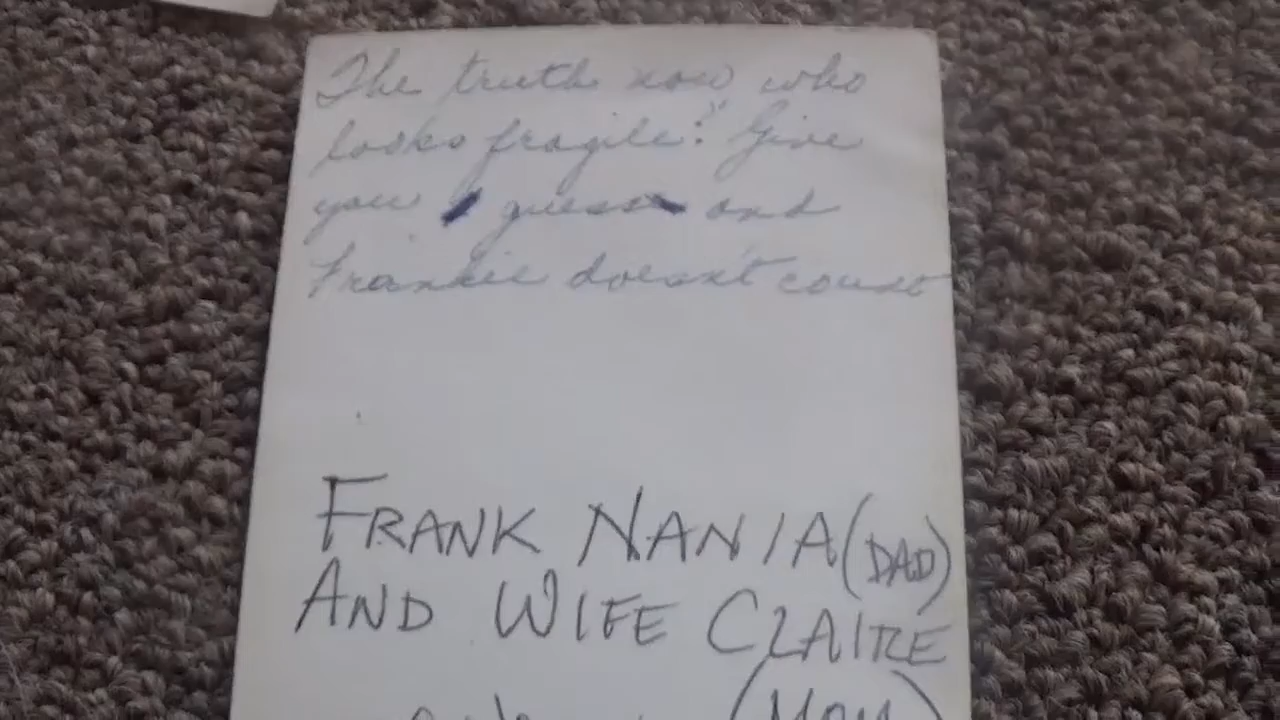 The truth now, who
looks fragile? Give
you guess and
Frankie doesn't count
FRANK NANIA (DAD)
AND WIFE CLAIRE
(MOM)